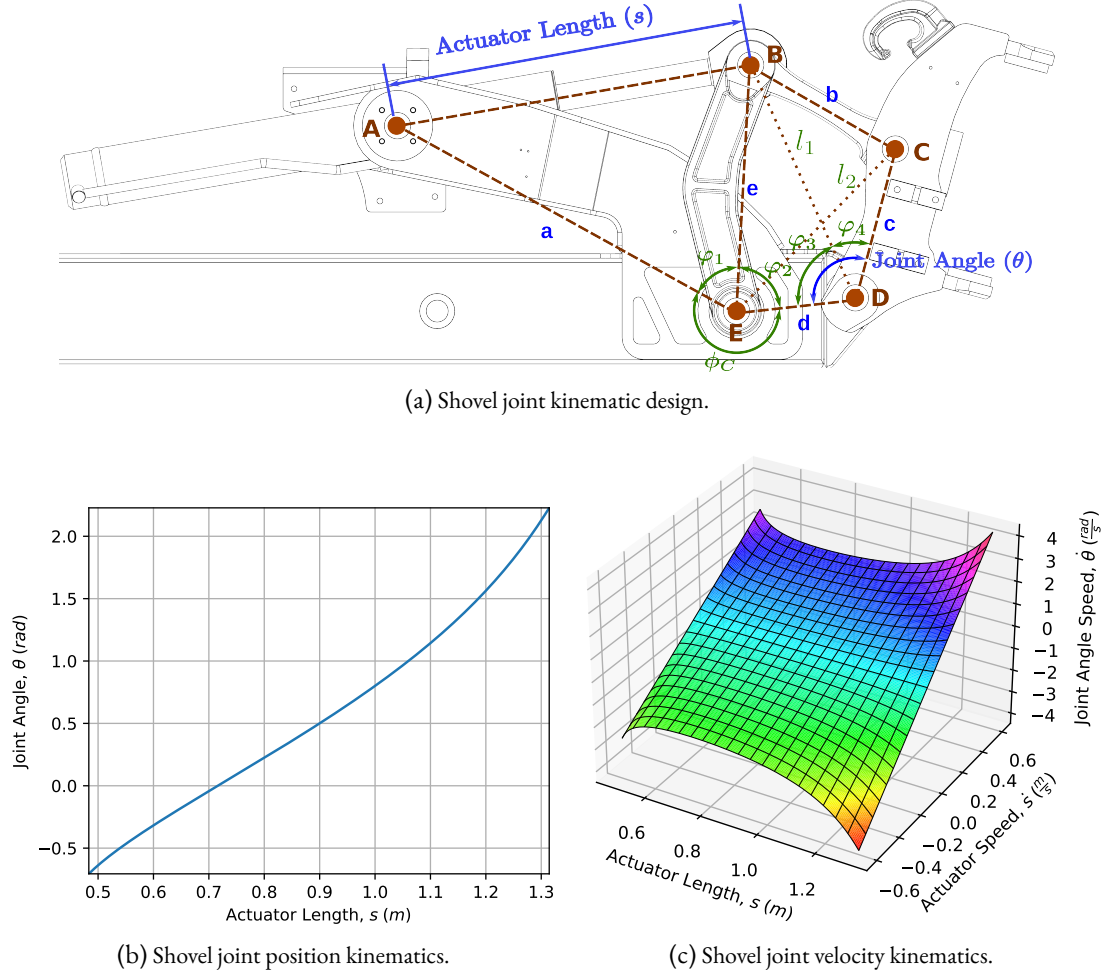 Actuator Length (s)
B
b
A
C
l₁
l₂
e
c
a
φ₁
φ₂
φ₃
φ₄
Joint Angle (θ)
D
d
E
ϕ_C
(a) Shovel joint kinematic design.
2.0
1.5
1.0
0.5
0.0
−0.5
Joint Angle, θ (rad)
0.5 0.6 0.7 0.8 0.9 1.0 1.1 1.2 1.3
Actuator Length, s (m)
(b) Shovel joint position kinematics.
4
3
2
1
0
−1
−2
−3
−4
Joint Angle Speed, θ̇ (rad/s)
0.6
0.4
0.2
0.0
−0.2
−0.4
−0.6
Actuator Speed, ṡ (m/s)
0.6 0.8 1.0 1.2
Actuator Length, s (m)
(c) Shovel joint velocity kinematics.